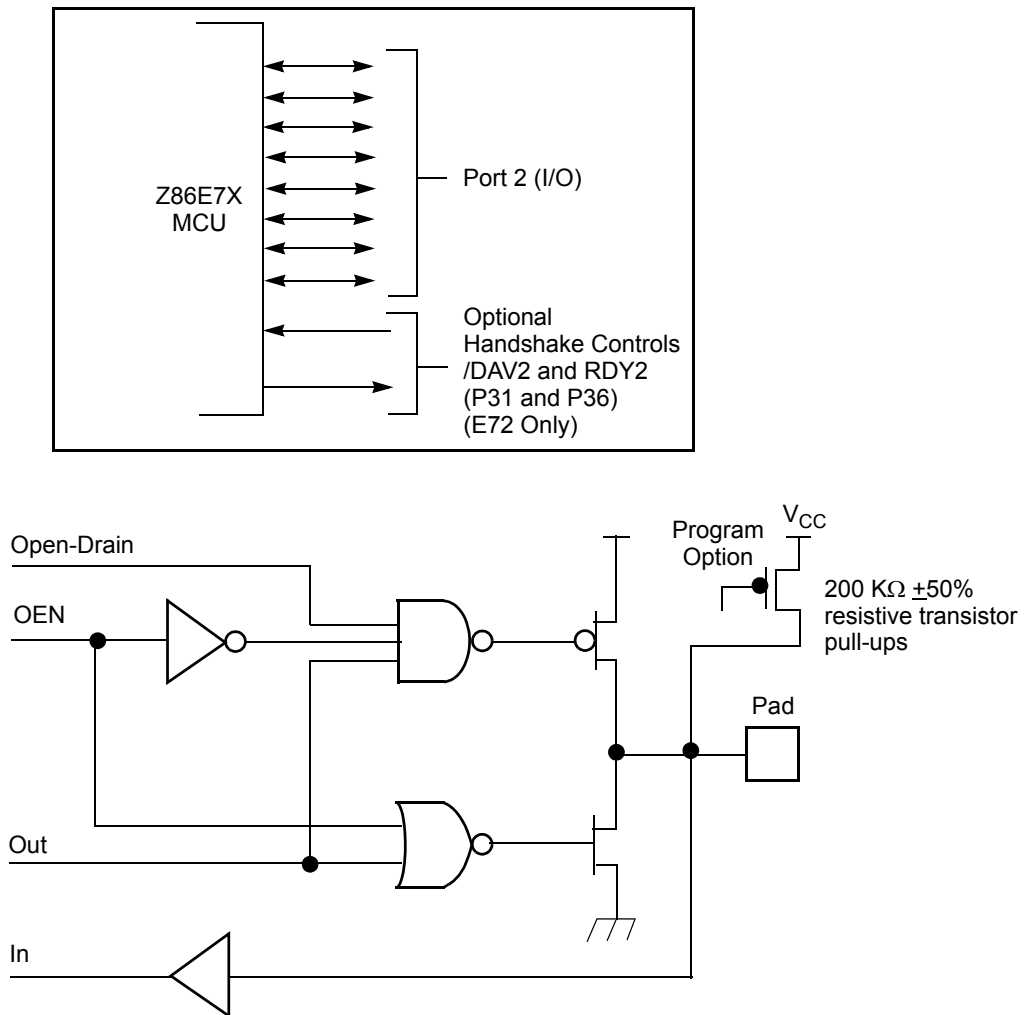 Z86E7X
MCU
Port 2 (I/O)
Optional
Handshake Controls
/DAV2 and RDY2
(P31 and P36)
(E72 Only)
Open-Drain
OEN
Out
In
Program
Option
VCC
200 KΩ ±50%
resistive transistor
pull-ups
Pad